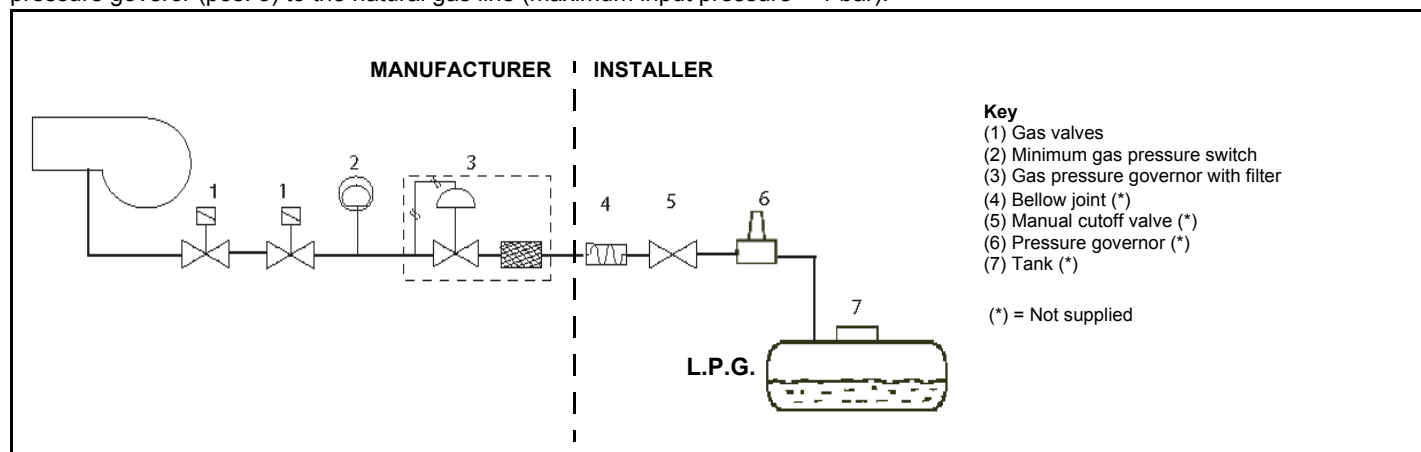 MANUFACTURER INSTALLER
1 1 2 3 4 5 6
7
L.P.G.
Key
(1) Gas valves
(2) Minimum gas pressure switch
(3) Gas pressure governor with filter
(4) Bellow joint (*)
(5) Manual cutoff valve (*)
(6) Pressure governor (*)
(7) Tank (*)
(*) = Not supplied